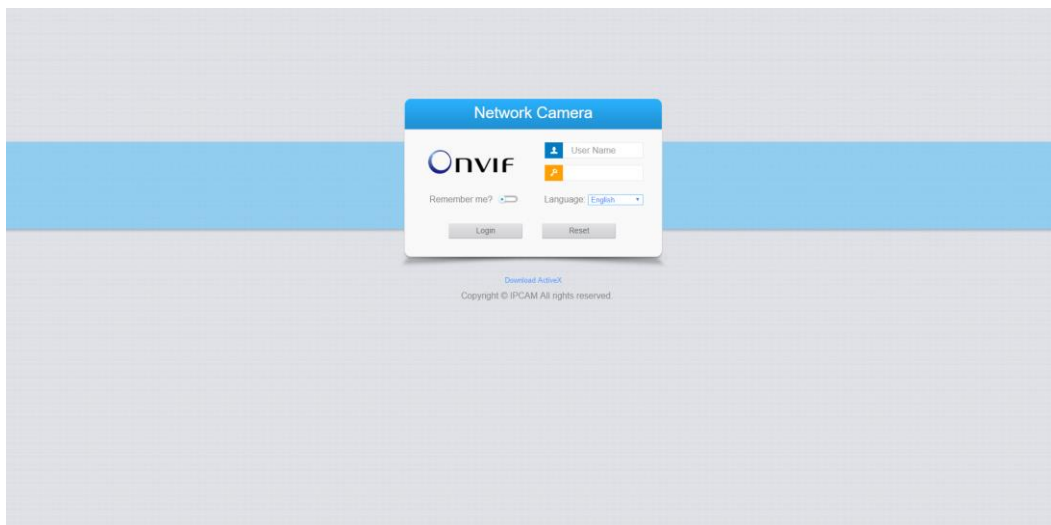 Network Camera
ONVIF
User Name
Remember me?
Language: English
Login
Reset
Download ActiveX
Copyright © IPCAM All rights reserved.